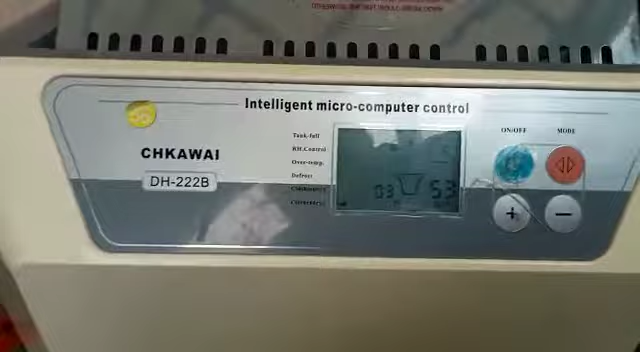 Intelligent micro-computer control
ON/OFF
MODE
CHKAWAI
DH-222B
Tank-full
RH.Control
Over-temp.
Defrost
03
53
+
−